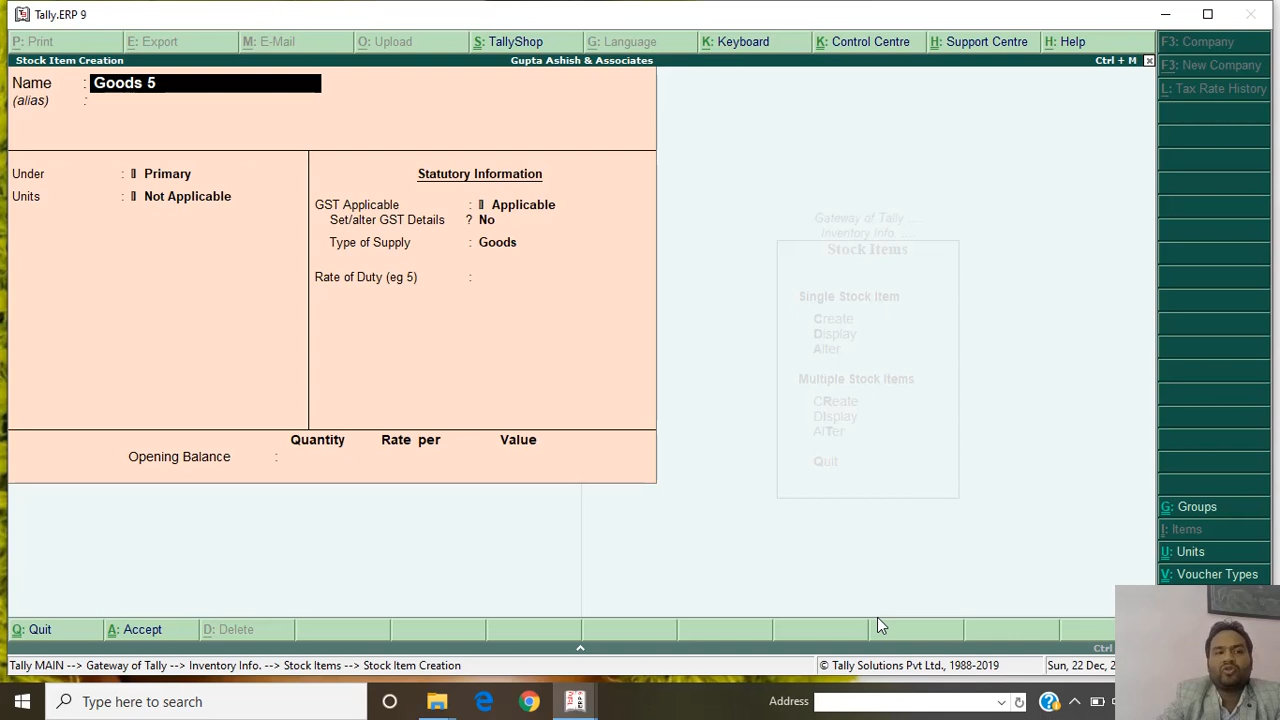 Tally.ERP 9
P: Print
E: Export
M: E-Mail
O: Upload
S: TallyShop
G: Language
K: Keyboard
K: Control Centre
H: Support Centre
H: Help
F3: Company
F3: New Company
L: Tax Rate History
Stock Item Creation
Gupta Ashish & Associates
Ctrl + M
Name : Goods 5
(alias) :
Under : Primary
Units : Not Applicable
Statutory Information
GST Applicable : Applicable
Set/alter GST Details ? No
Type of Supply : Goods
Rate of Duty (eg 5) :
Quantity Rate per Value
Opening Balance :
Gateway of Tally ...
Inventory Info. ...
Stock Items
Single Stock Item
Create
Display
Alter
Multiple Stock Items
CReate
DIsplay
AlTer
Quit
G: Groups
I: Items
U: Units
V: Voucher Types
Q: Quit
A: Accept
D: Delete
Ctrl
Tally MAIN --> Gateway of Tally --> Inventory Info. --> Stock Items --> Stock Item Creation
© Tally Solutions Pvt Ltd., 1988-2019
Sun, 22 Dec, 2
Type here to search
Address